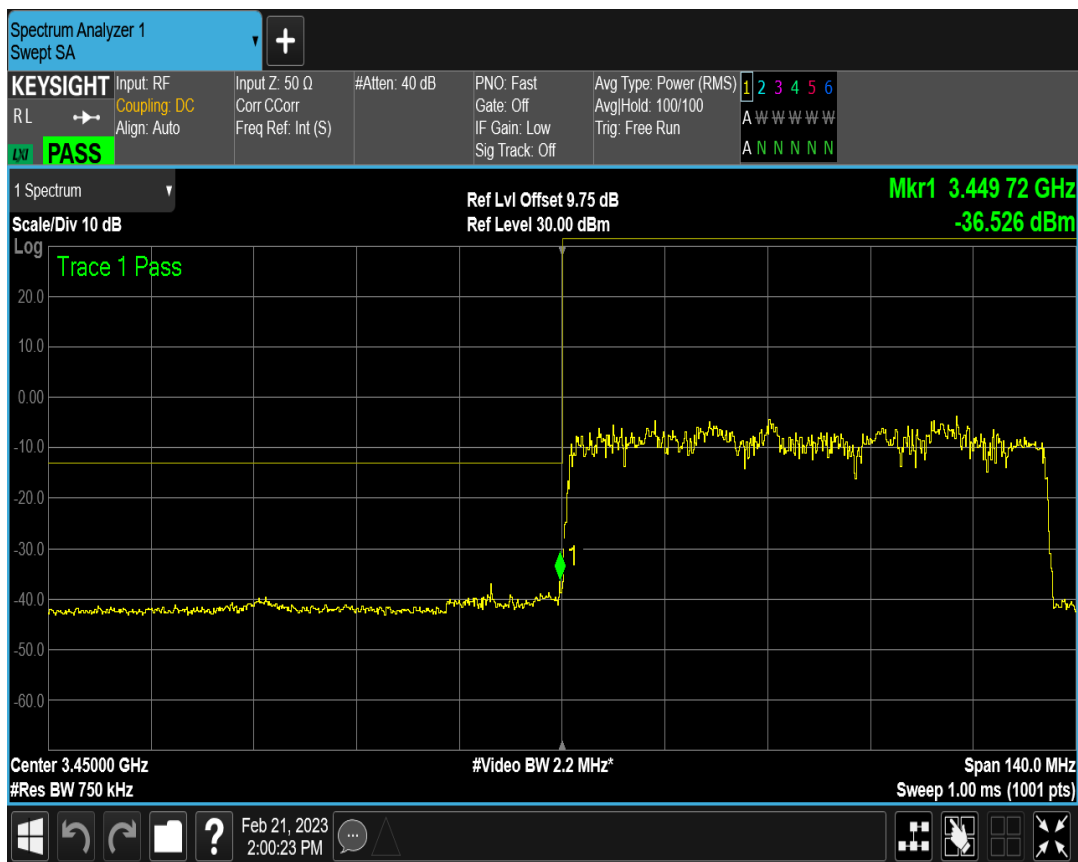 Spectrum Analyzer 1
Swept SA
+
KEYSIGHT
RL
LXI PASS
Input: RF
Coupling: DC
Align: Auto
Input Z: 50 Ω
Corr CCorr
Freq Ref: Int (S)
#Atten: 40 dB
PNO: Fast
Gate: Off
IF Gain: Low
Sig Track: Off
Avg Type: Power (RMS)
Avg|Hold: 100/100
Trig: Free Run
1 2 3 4 5 6
A W W W W W
A N N N N N
1 Spectrum
Scale/Div 10 dB
Ref Lvl Offset 9.75 dB
Ref Level 30.00 dBm
Mkr1 3.449 72 GHz
-36.526 dBm
Log
Trace 1 Pass
20.0
10.0
0.00
-10.0
-20.0
-30.0
-40.0
-50.0
-60.0
1
Center 3.45000 GHz
#Res BW 750 kHz
#Video BW 2.2 MHz*
Span 140.0 MHz
Sweep 1.00 ms (1001 pts)
?
Feb 21, 2023
2:00:23 PM